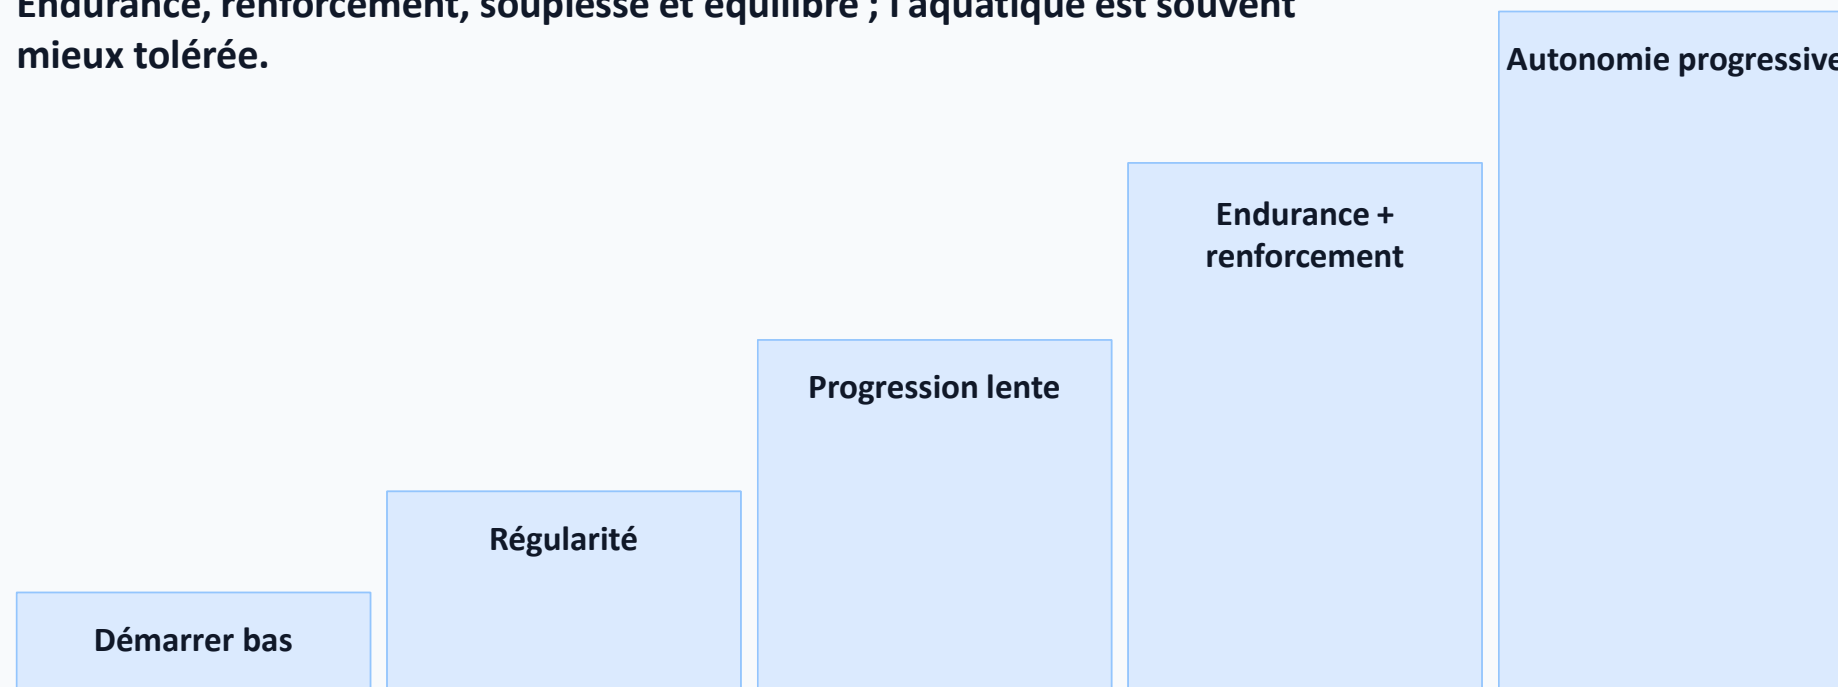 Endurance, renforcement, souplesse et équilibre ; l'aquatique est souvent
mieux tolérée.
Autonomie progressive
Endurance +
renforcement
Progression lente
Régularité
Démarrer bas